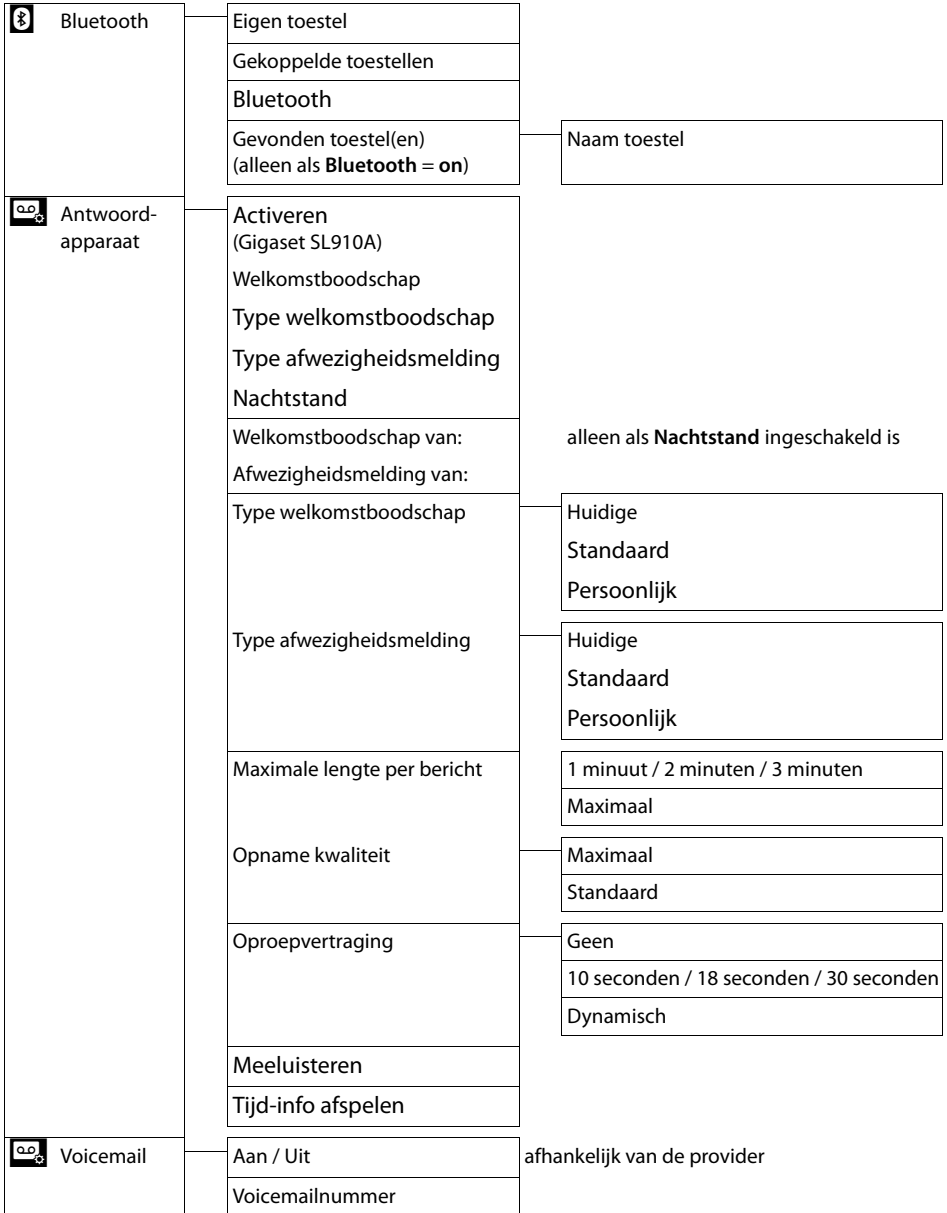 Bluetooth
Eigen toestel
Gekoppelde toestellen
Bluetooth
Gevonden toestel(en)
(alleen als Bluetooth = on)
Naam toestel
Antwoord-
apparaat
Activeren
(Gigaset SL910A)
Welkomstboodschap
Type welkomstboodschap
Type afwezigheidsmelding
Nachtstand
Welkomstboodschap van:
alleen als Nachtstand ingeschakeld is
Afwezigheidsmelding van:
Type welkomstboodschap
Huidige
Standaard
Persoonlijk
Type afwezigheidsmelding
Huidige
Standaard
Persoonlijk
Maximale lengte per bericht
1 minuut / 2 minuten / 3 minuten
Maximaal
Opname kwaliteit
Maximaal
Standaard
Oproepvertraging
Geen
10 seconden / 18 seconden / 30 seconden
Dynamisch
Meeluisteren
Tijd-info afspelen
Voicemail
Aan / Uit
afhankelijk van de provider
Voicemailnummer